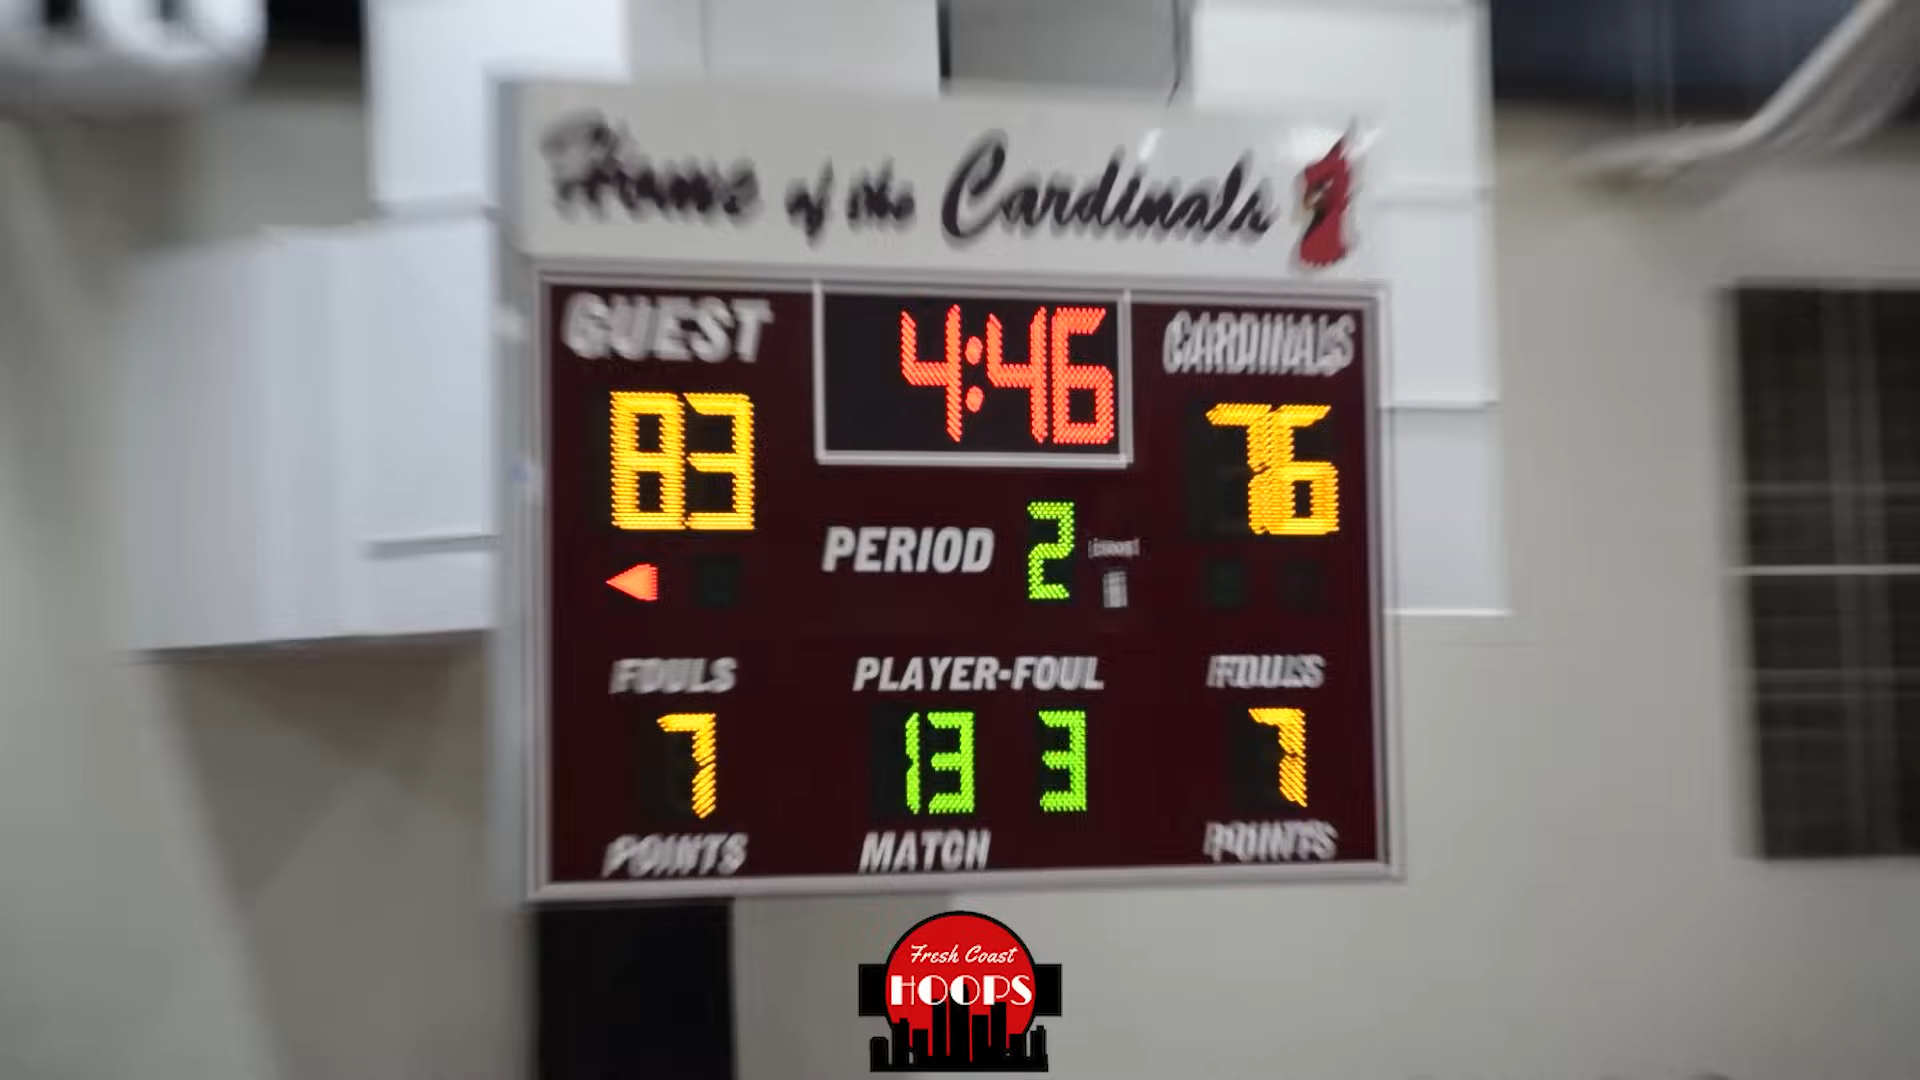 Home of the Cardinals
GUEST 4:46 CARDINALS
83 76
PERIOD 2
FOULS PLAYER-FOUL FOULS
7 13 3 7
POINTS MATCH POINTS
Fresh Coast
HOOPS